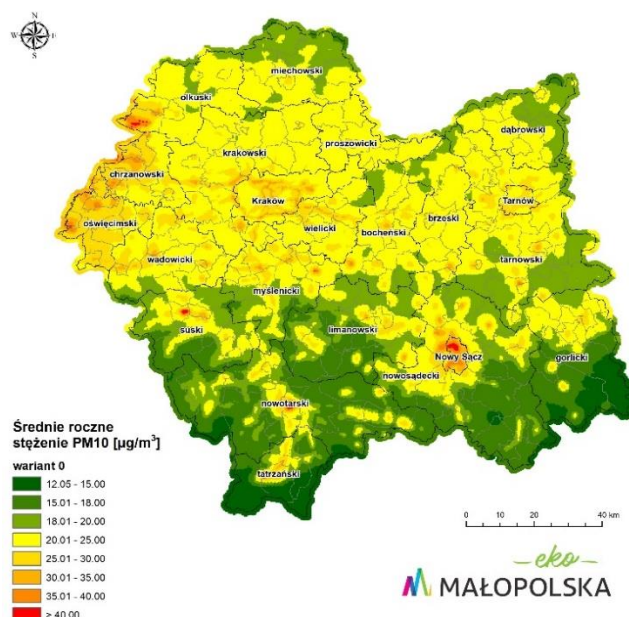 N
W E
S
miechowski
olkuski
dąbrowski
proszowicki
krakowski
chrzanowski
Kraków
Tarnów
oświęcimski
brzeski
wielicki
bocheński
wadowicki
tarnowski
myślenicki
suski
limanowski
Nowy Sącz
gorlicki
nowosądecki
nowotarski
tatrzański
Średnie roczne
stężenie PM10 [µg/m³]
wariant 0
12.05 - 15.00
15.01 - 18.00
18.01 - 20.00
20.01 - 25.00
25.01 - 30.00
30.01 - 35.00
35.01 - 40.00
> 40.00
0 10 20 40 km
eko
MAŁOPOLSKA